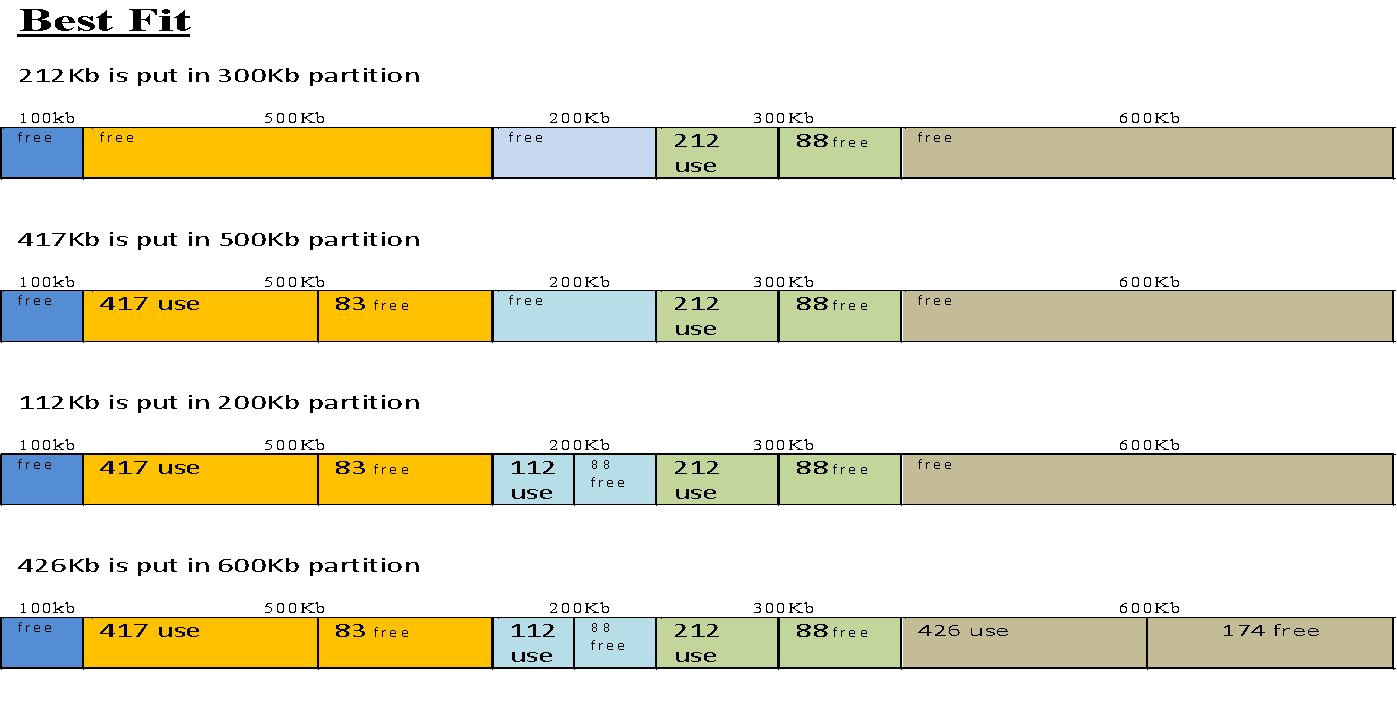 Best Fit
212Kb is put in 300Kb partition
100kb 500Kb 200Kb 300Kb 600Kb
free free free 212 88 free free
use
417Kb is put in 500Kb partition
100kb 500Kb 200Kb 300Kb 600Kb
free 417 use 83 free free 212 88 free free
use
112Kb is put in 200Kb partition
100kb 500Kb 200Kb 300Kb 600Kb
free 417 use 83 free 112 88 212 88 free free
use free use
426Kb is put in 600Kb partition
100kb 500Kb 200Kb 300Kb 600Kb
free 417 use 83 free 112 88 212 88 free 426 use 174 free
use free use